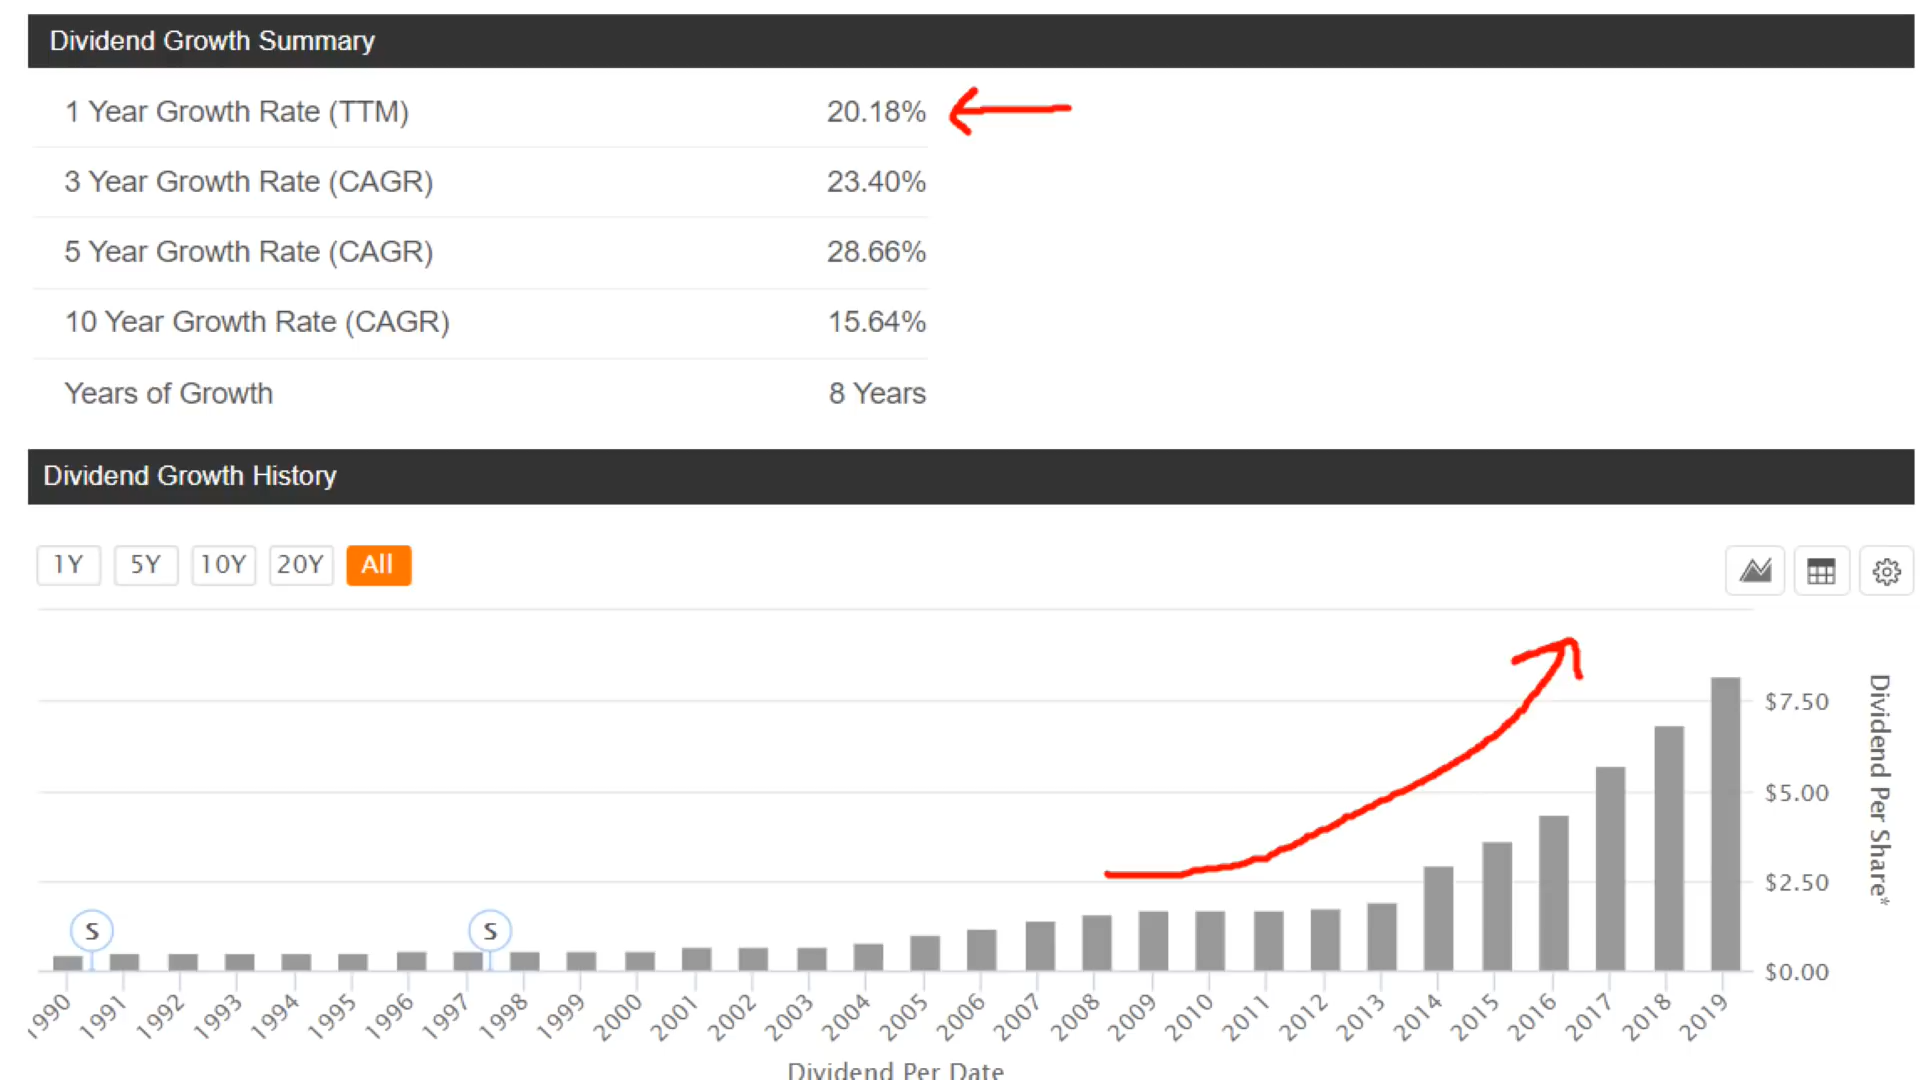 Dividend Growth Summary
1 Year Growth Rate (TTM) 20.18%
3 Year Growth Rate (CAGR) 23.40%
5 Year Growth Rate (CAGR) 28.66%
10 Year Growth Rate (CAGR) 15.64%
Years of Growth 8 Years
Dividend Growth History
1Y 5Y 10Y 20Y All
$7.50
$5.00
$2.50
$0.00
Dividend Per Share*
S S
1990 1991 1992 1993 1994 1995 1996 1997 1998 1999 2000 2001 2002 2003 2004 2005 2006 2007 2008 2009 2010 2011 2012 2013 2014 2015 2016 2017 2018 2019
Dividend Per Date